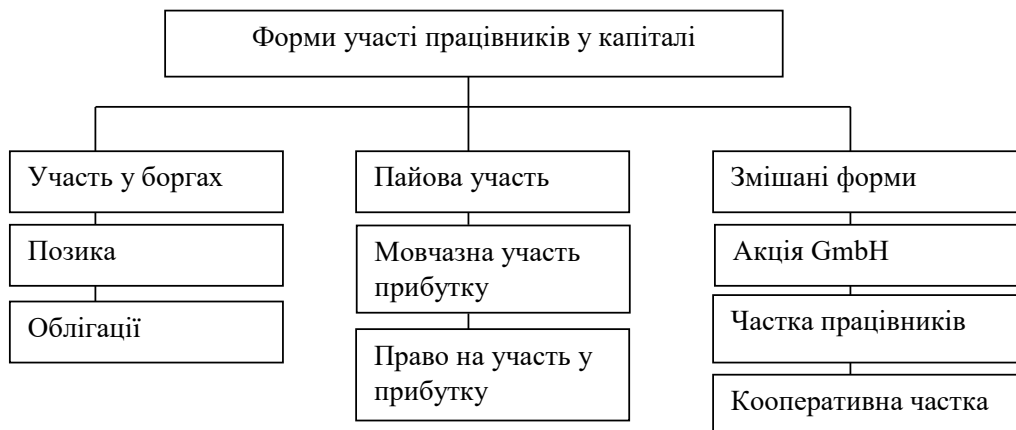 Форми участі працівників у капіталі
Участь у боргах
Позика
Облігації
Пайова участь
Мовчазна участь
прибутку
Право на участь у
прибутку
Змішані форми
Акція GmbH
Частка працівників
Кооперативна частка